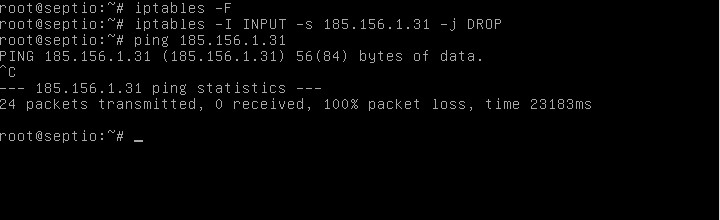 root@septio:~# iptables -F
root@septio:~# iptables -I INPUT -s 185.156.1.31 -j DROP
root@septio:~# ping 185.156.1.31
PING 185.156.1.31 (185.156.1.31) 56(84) bytes of data.
^C
--- 185.156.1.31 ping statistics ---
24 packets transmitted, 0 received, 100% packet loss, time 23183ms
root@septio:~# _